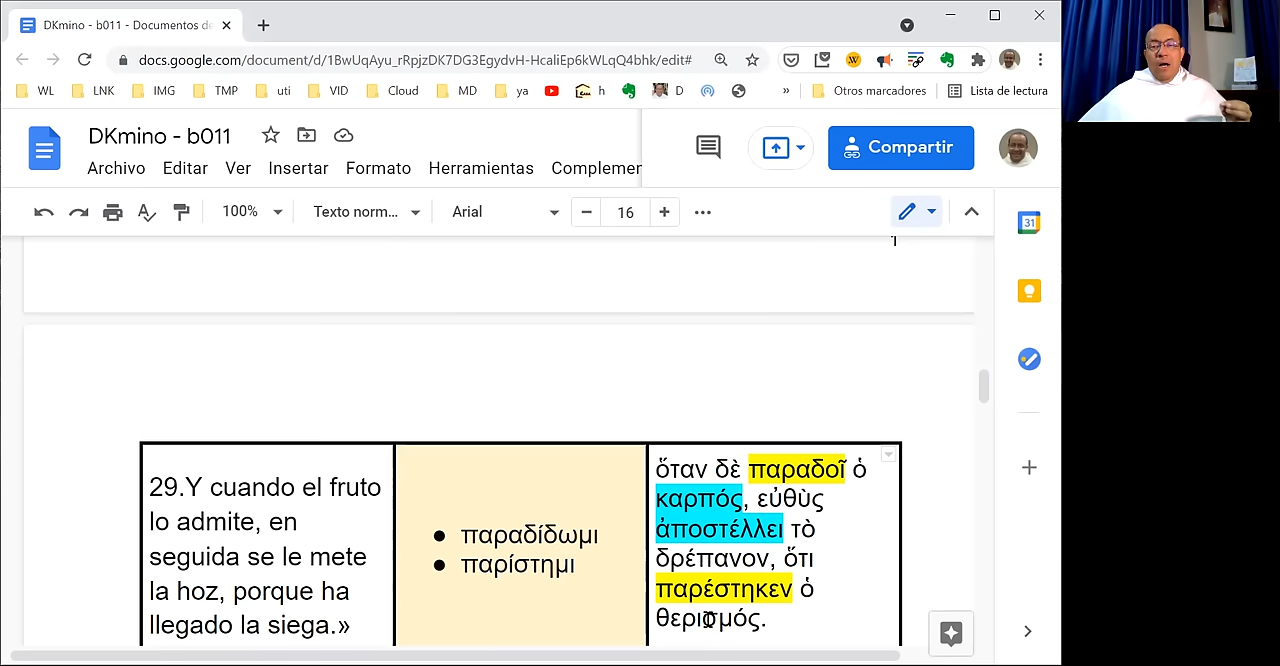 DKmino - b011 - Documentos de
docs.google.com/document/d/1BwUqAyu_rRpjzDK7DG3EgydvH-HcaliEp6kWLqQ4bhk/edit#
WL LNK IMG TMP uti VID Cloud MD ya h D » Otros marcadores Lista de lectura
DKmino - b011
Archivo Editar Ver Insertar Formato Herramientas Complemen
Compartir
100% Texto norm... Arial 16
31
29.Y cuando el fruto
lo admite, en
seguida se le mete
la hoz, porque ha
llegado la siega.»
● παραδίδωμι
● παρίστημι
ὅταν δὲ παραδοῖ ὁ
καρπός, εὐθὺς
ἀποστέλλει τὸ
δρέπανον, ὅτι
παρέστηκεν ὁ
θερισμός.